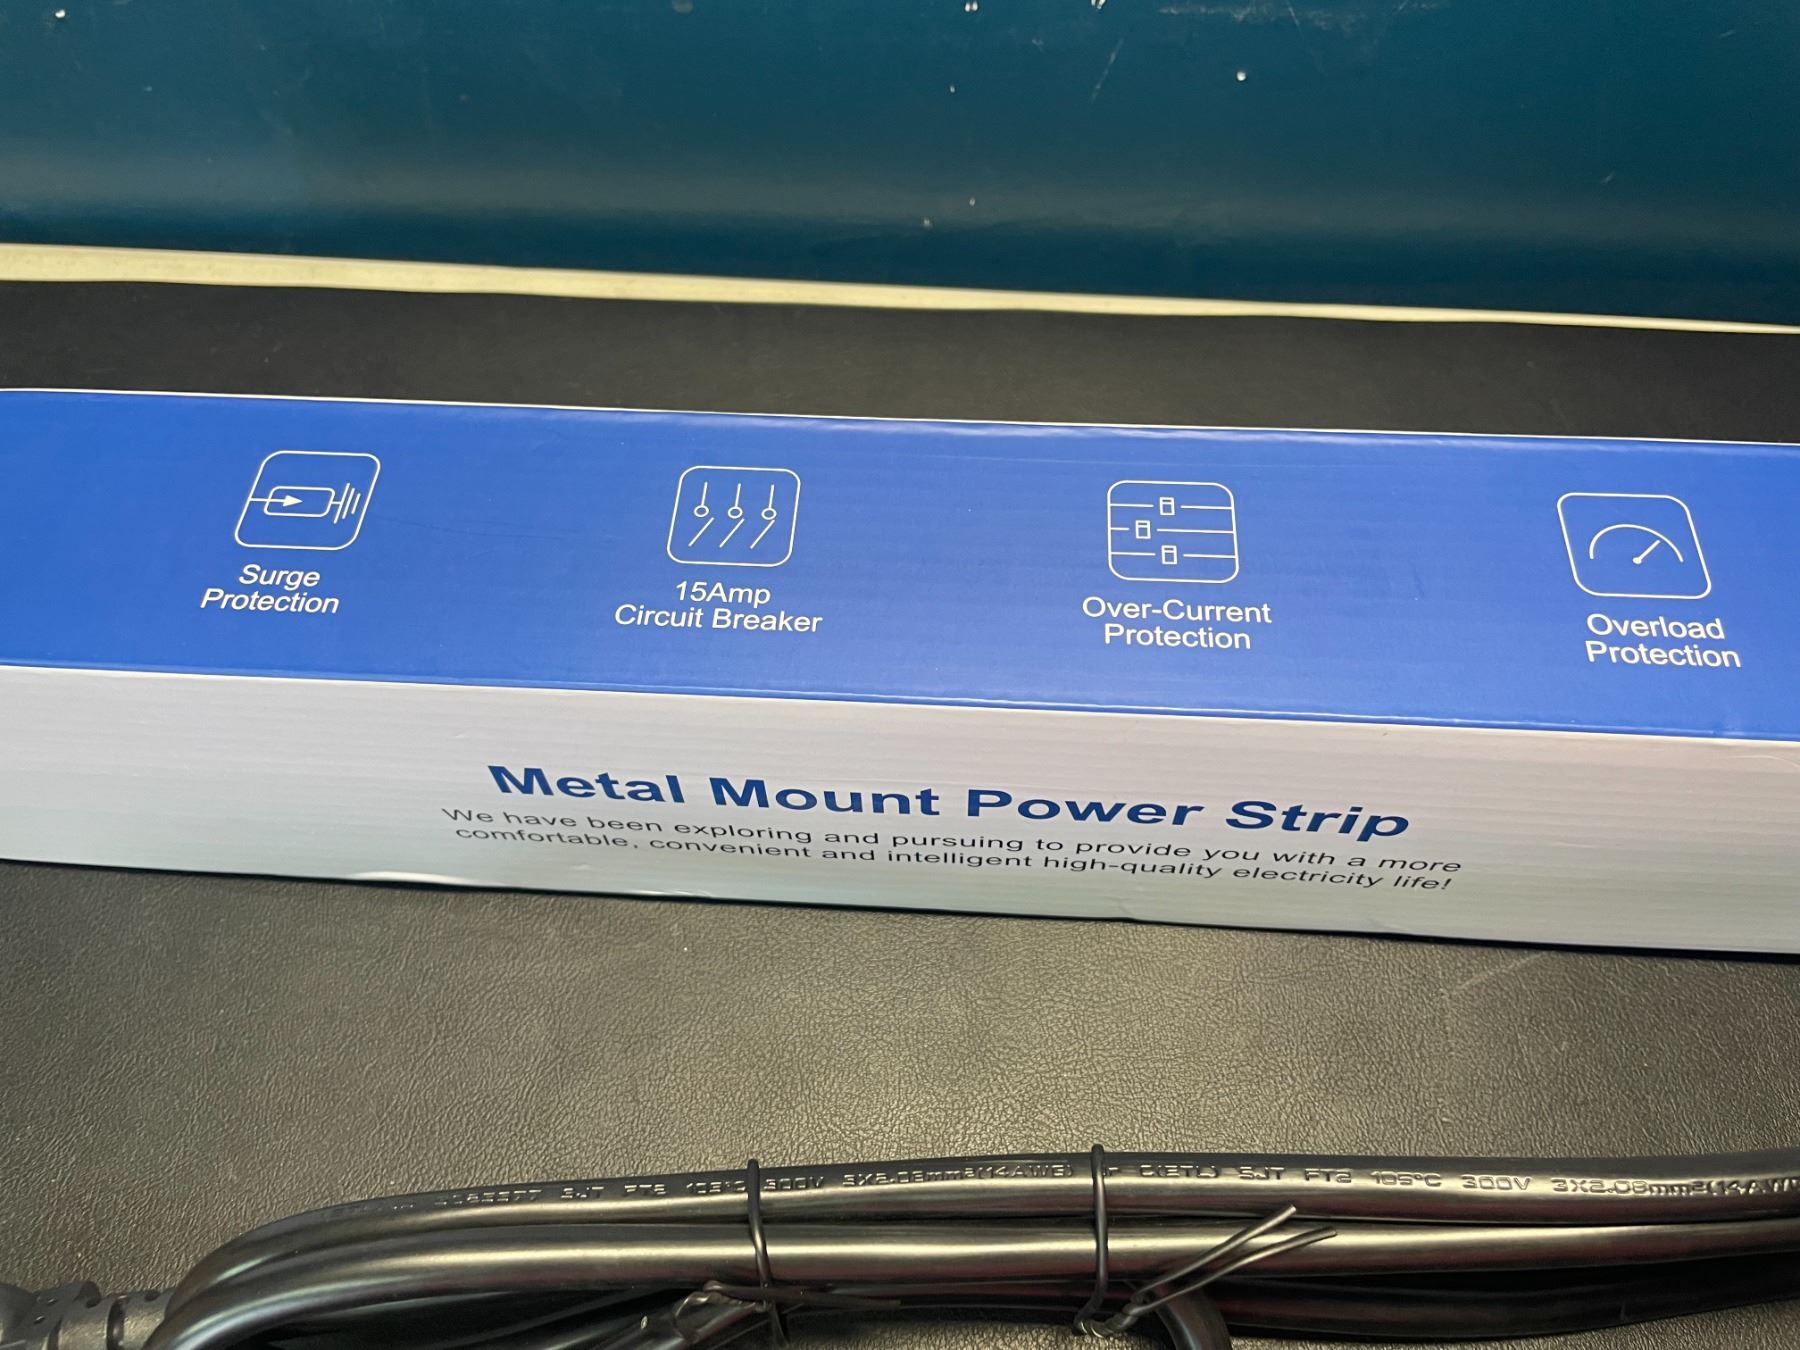 Surge
Protection
15Amp
Circuit Breaker
Over-Current
Protection
Overload
Protection
Metal Mount Power Strip
We have been exploring and pursuing to provide you with a more
comfortable, convenient and intelligent high-quality electricity life!
SJT FT2 105°C 300V 3X2.08mm²(14AWG) C(ETL) SJT FT2 105°C 300V 3X2.08mm²(14AWG